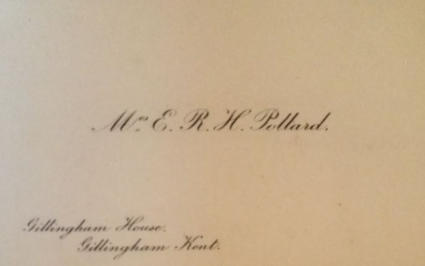 Mrs E. R. H. Pollard.
Gillingham House.
Gillingham Kent.